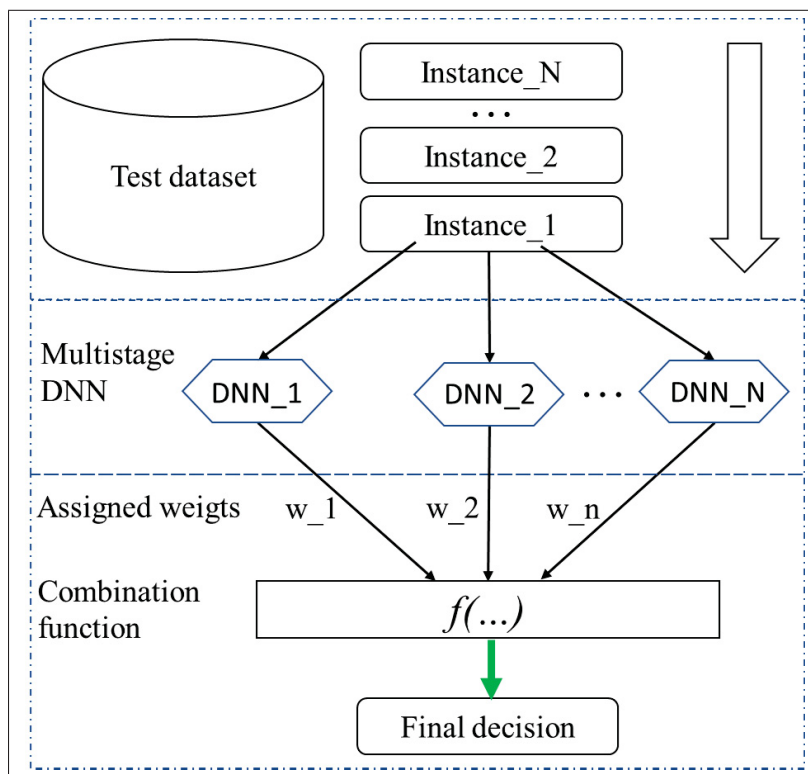 Instance_N
...
Test dataset
Instance_2
Instance_1
Multistage
DNN
DNN_1
DNN_2
...
DNN_N
Assigned weigts
w_1
w_2
w_n
Combination
function
f(...)
Final decision